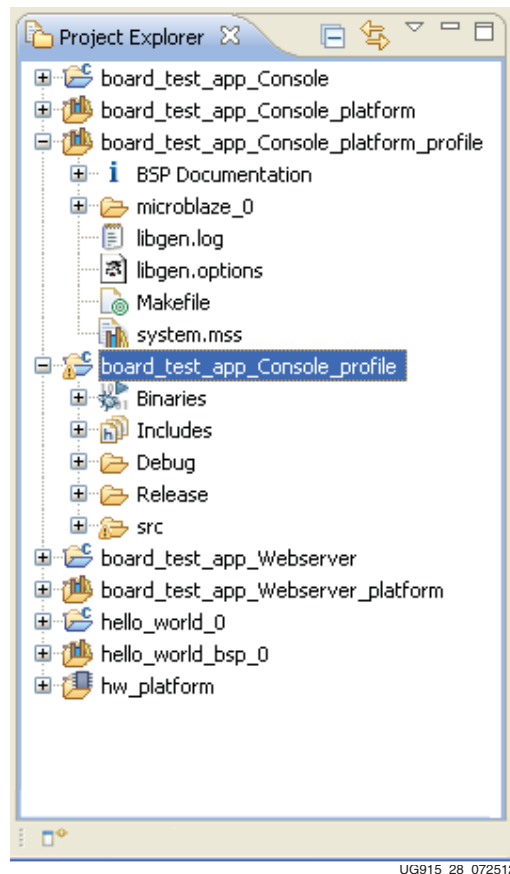 Project Explorer
board_test_app_Console
board_test_app_Console_platform
board_test_app_Console_platform_profile
i BSP Documentation
microblaze_0
libgen.log
libgen.options
Makefile
system.mss
board_test_app_Console_profile
Binaries
Includes
Debug
Release
src
board_test_app_Webserver
board_test_app_Webserver_platform
hello_world_0
hello_world_bsp_0
hw_platform
UG915_28_072512